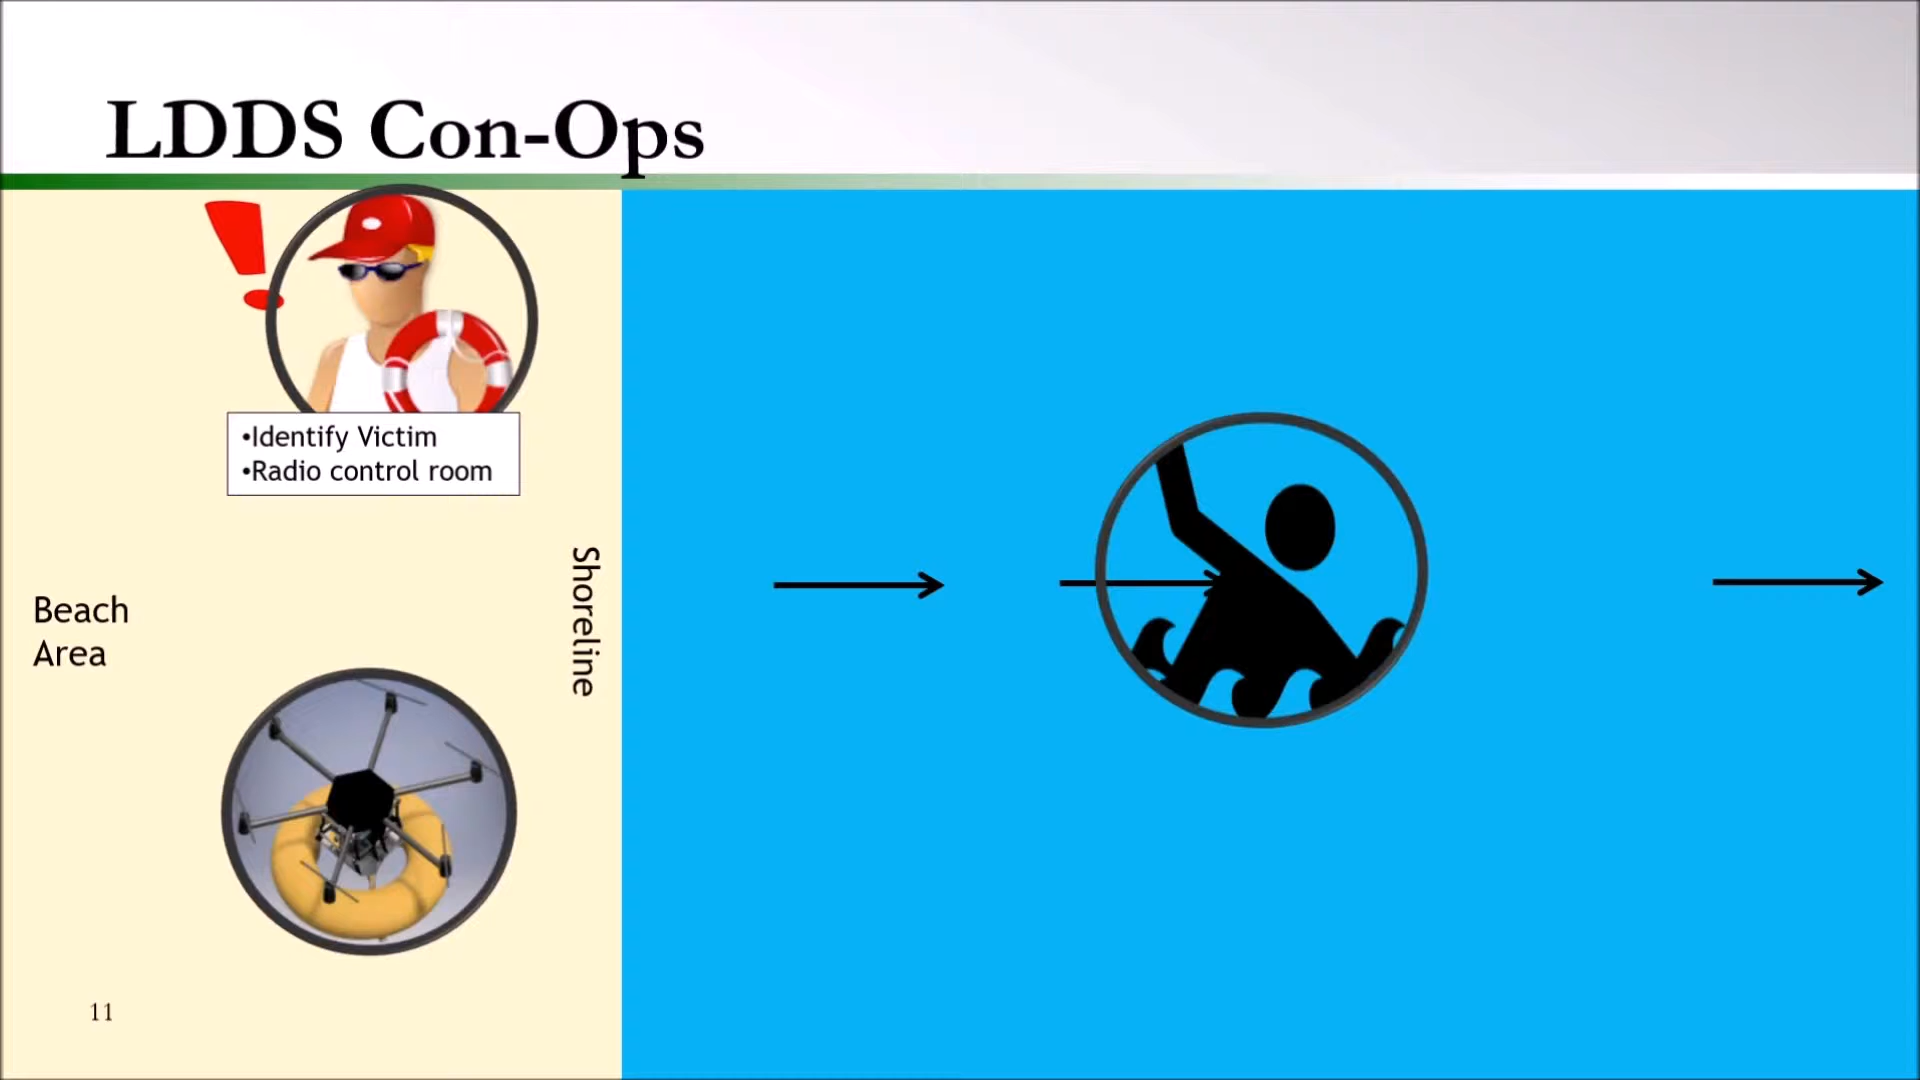 LDDS Con-Ops
•Identify Victim
•Radio control room
Shoreline
Beach
Area
11